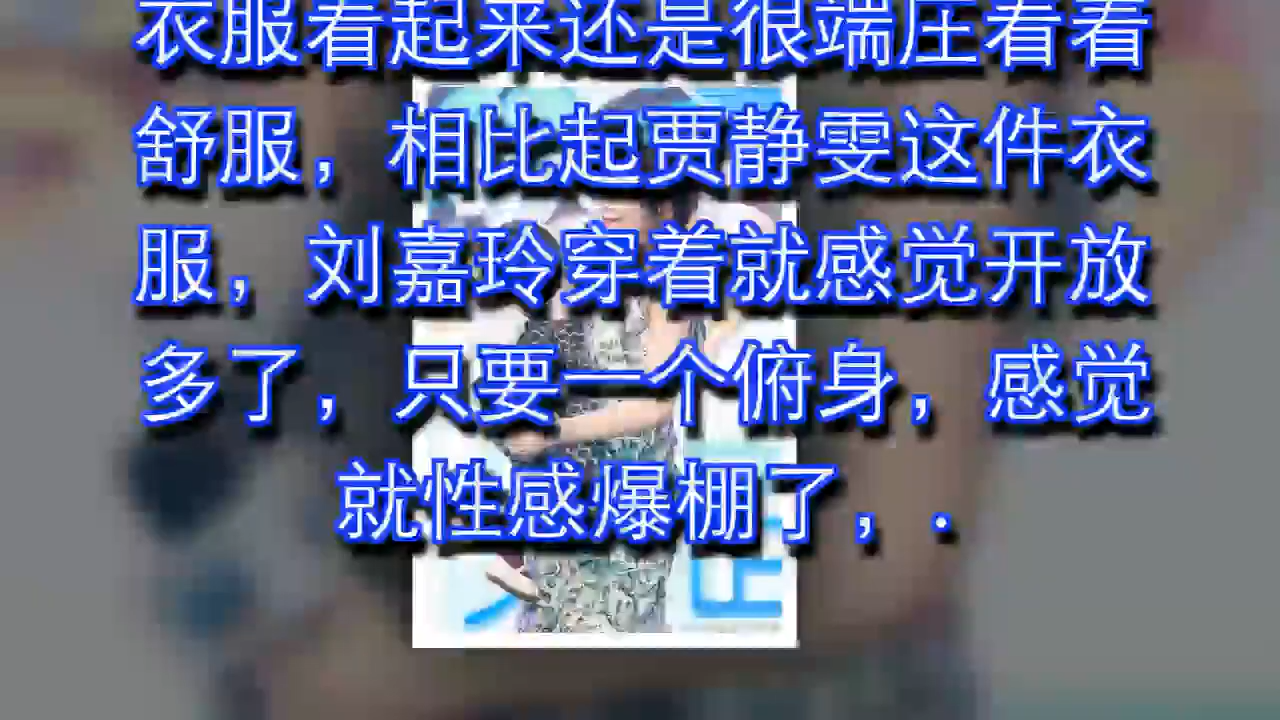 衣服看起来还是很端庄看看
舒服，相比起贾静雯这件衣
服，刘嘉玲穿着就感觉开放
多了，只要一个俯身，感觉
就性感爆棚了，.